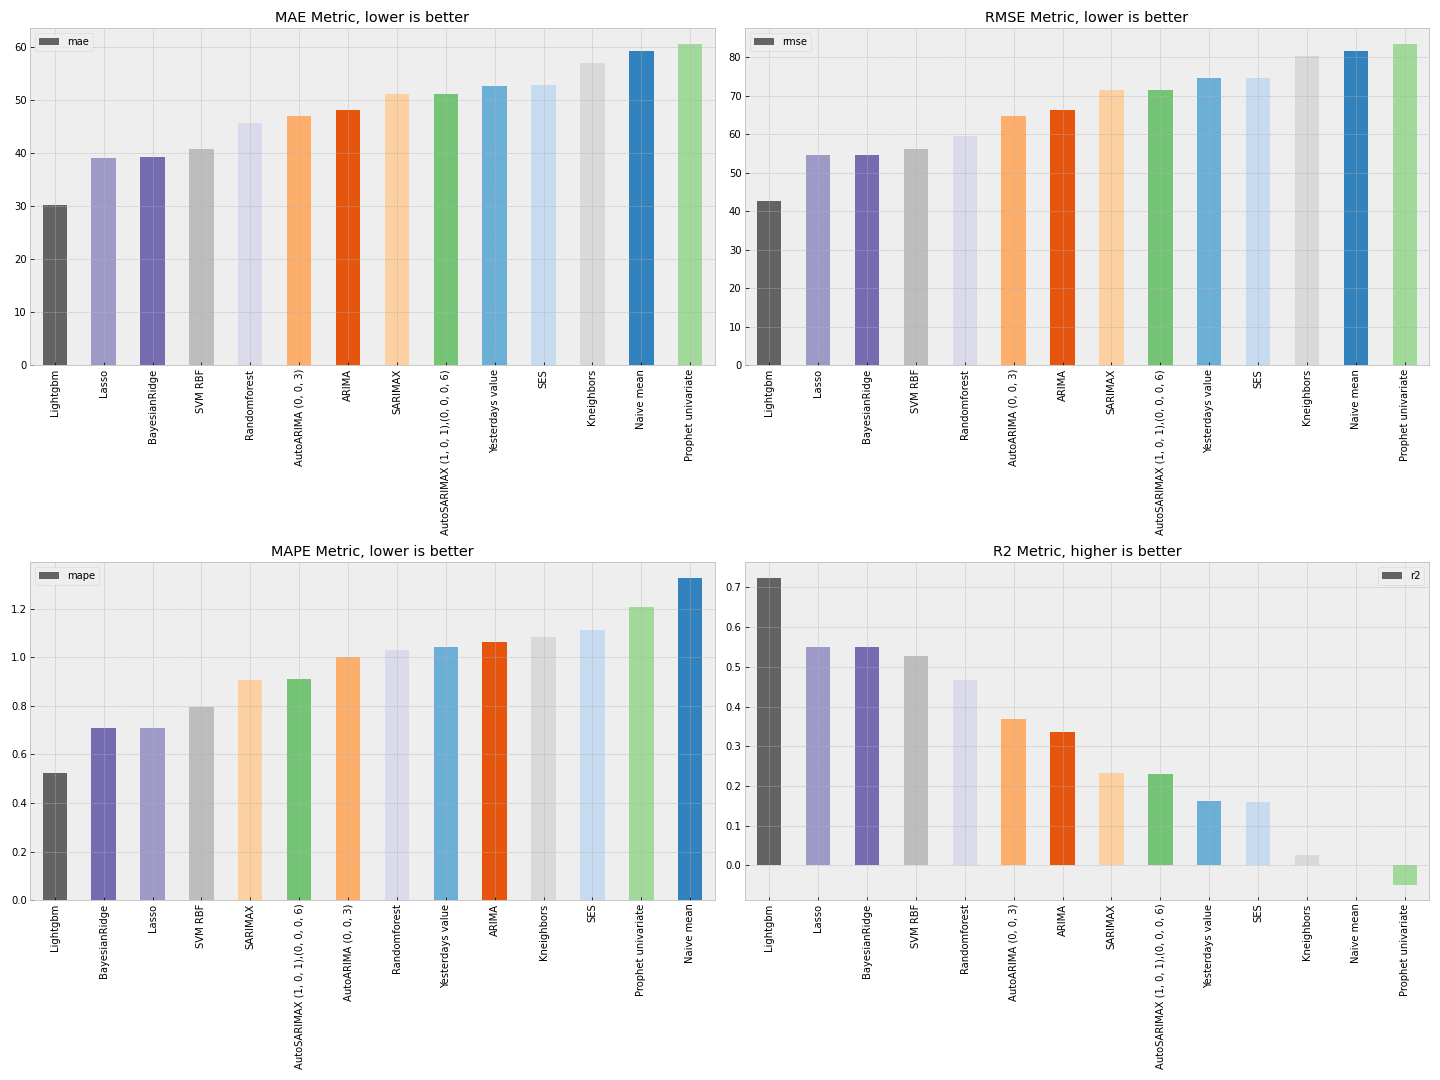 MAE Metric, lower is better
mae
60
50
40
30
20
10
0
Lightgbm
Lasso
BayesianRidge
SVM RBF
Randomforest
AutoARIMA (0, 0, 3)
ARIMA
SARIMAX
AutoSARIMAX (1, 0, 1),(0, 0, 0, 6)
Yesterdays value
SES
Kneighbors
Naive mean
Prophet univariate
RMSE Metric, lower is better
rmse
80
70
60
50
40
30
20
10
0
Lightgbm
Lasso
BayesianRidge
SVM RBF
Randomforest
AutoARIMA (0, 0, 3)
ARIMA
SARIMAX
AutoSARIMAX (1, 0, 1),(0, 0, 0, 6)
Yesterdays value
SES
Kneighbors
Naive mean
Prophet univariate
MAPE Metric, lower is better
mape
1.2
1.0
0.8
0.6
0.4
0.2
0.0
Lightgbm
BayesianRidge
Lasso
SVM RBF
SARIMAX
AutoSARIMAX (1, 0, 1),(0, 0, 0, 6)
AutoARIMA (0, 0, 3)
Randomforest
Yesterdays value
ARIMA
Kneighbors
SES
Prophet univariate
Naive mean
R2 Metric, higher is better
r2
0.7
0.6
0.5
0.4
0.3
0.2
0.1
0.0
Lightgbm
Lasso
BayesianRidge
SVM RBF
Randomforest
AutoARIMA (0, 0, 3)
ARIMA
SARIMAX
AutoSARIMAX (1, 0, 1),(0, 0, 0, 6)
Yesterdays value
SES
Kneighbors
Naive mean
Prophet univariate